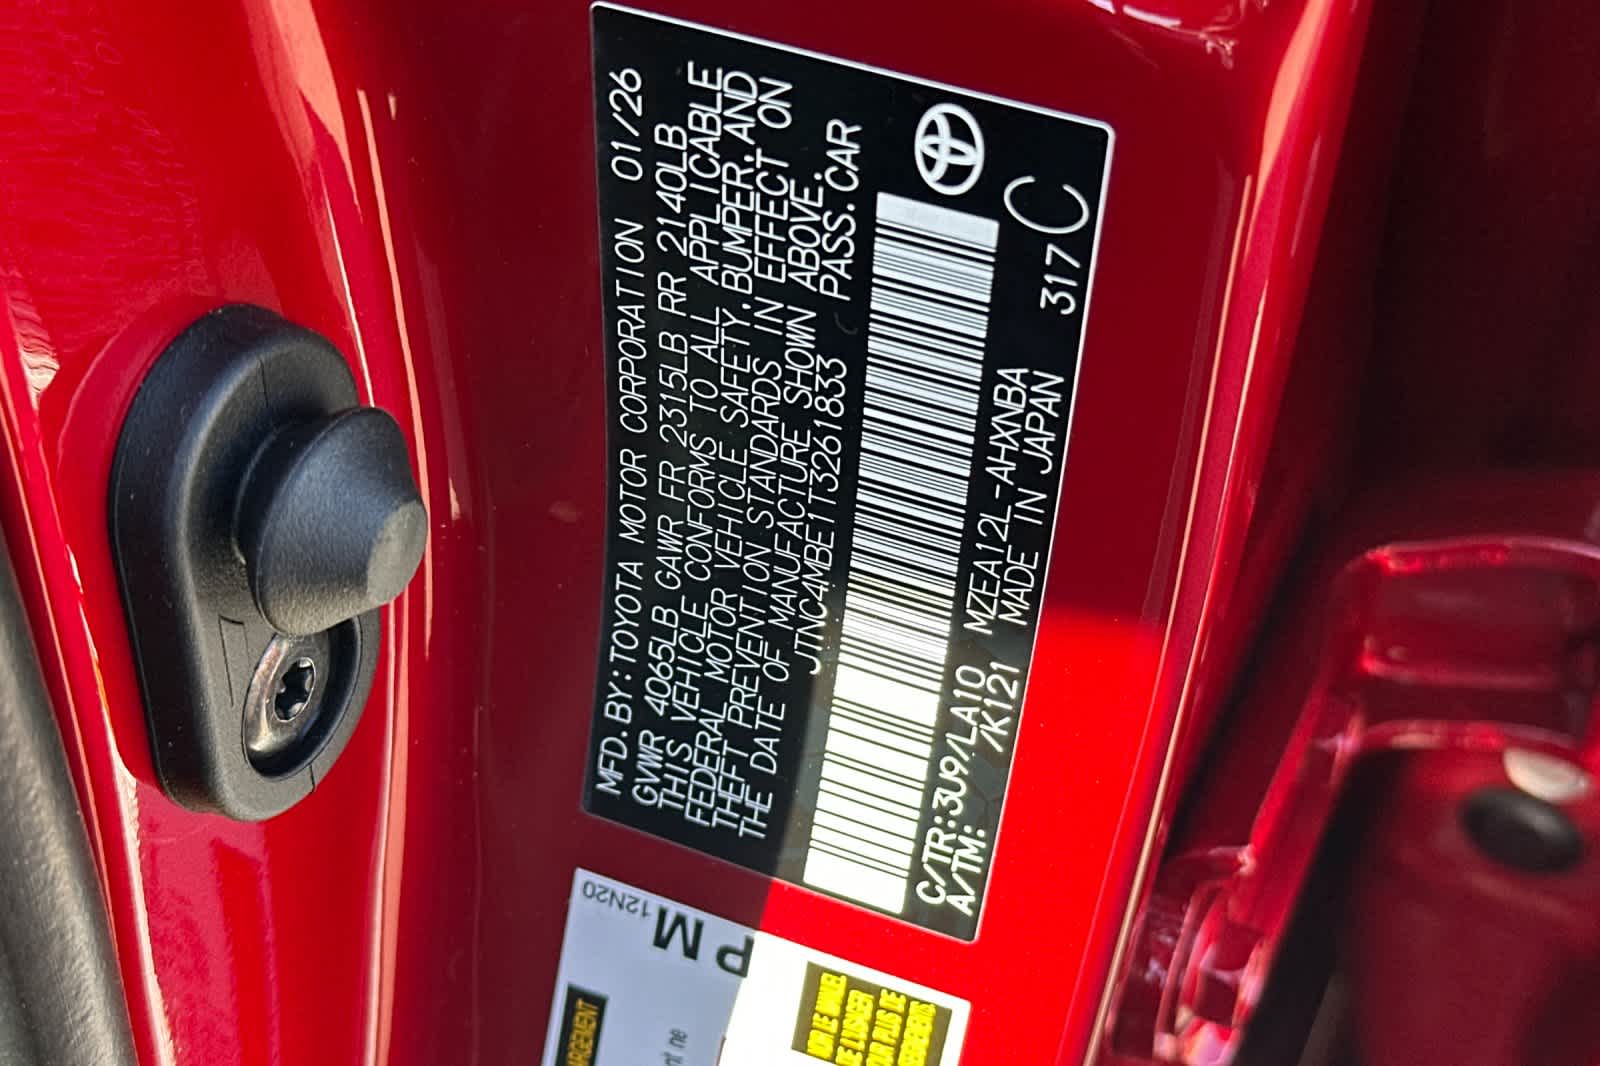 MFD.BY:TOYOTA MOTOR CORPORATION 01/26
GVWR 4065LB GAWR FR 2315LB RR 2140LB
THIS VEHICLE CONFORMS TO ALL APPLICABLE
FEDERAL MOTOR VEHICLE SAFETY,BUMPER,AND
THEFT PREVENTION STANDARDS IN EFFECT ON
THE DATE OF MANUFACTURE SHOWN ABOVE.
JTNC4MBE1T3261833 PASS.CAR
C/TR:3U9/LA10 MZEA12L-AHXNBA
A/TM: /K121 MADE IN JAPAN 317 C
12N20
PM